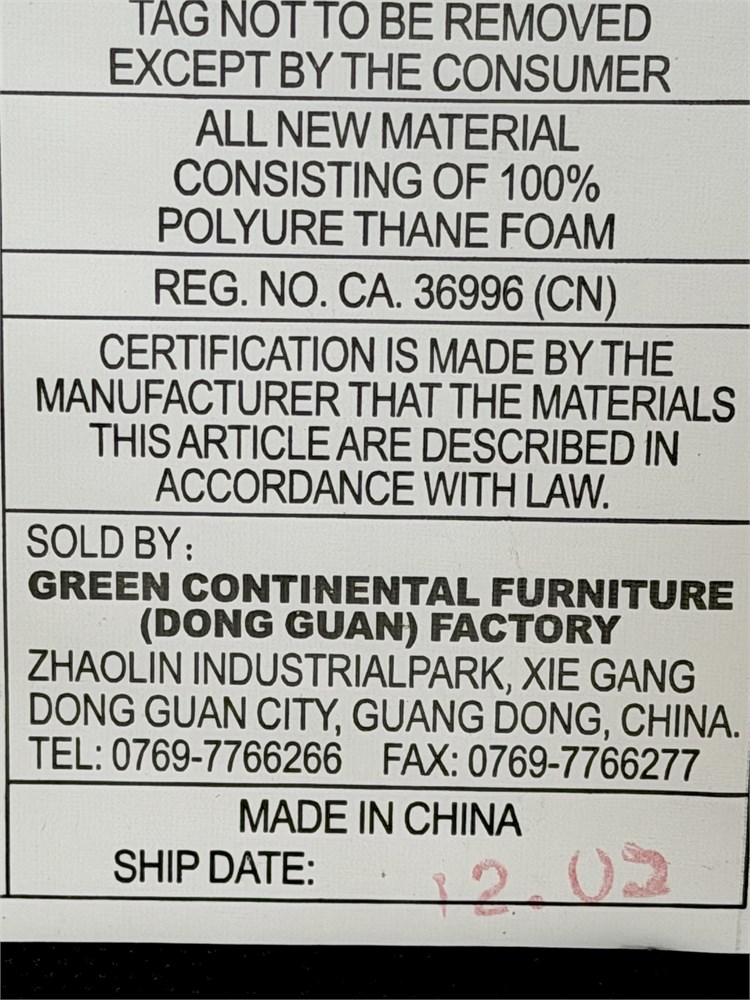 TAG NOT TO BE REMOVED
EXCEPT BY THE CONSUMER
ALL NEW MATERIAL
CONSISTING OF 100%
POLYURE THANE FOAM
REG. NO. CA. 36996 (CN)
CERTIFICATION IS MADE BY THE
MANUFACTURER THAT THE MATERIALS
THIS ARTICLE ARE DESCRIBED IN
ACCORDANCE WITH LAW.
SOLD BY:
GREEN CONTINENTAL FURNITURE
(DONG GUAN) FACTORY
ZHAOLIN INDUSTRIALPARK, XIE GANG
DONG GUAN CITY, GUANG DONG, CHINA.
TEL: 0769-7766266 FAX: 0769-7766277
MADE IN CHINA
SHIP DATE: 12.02